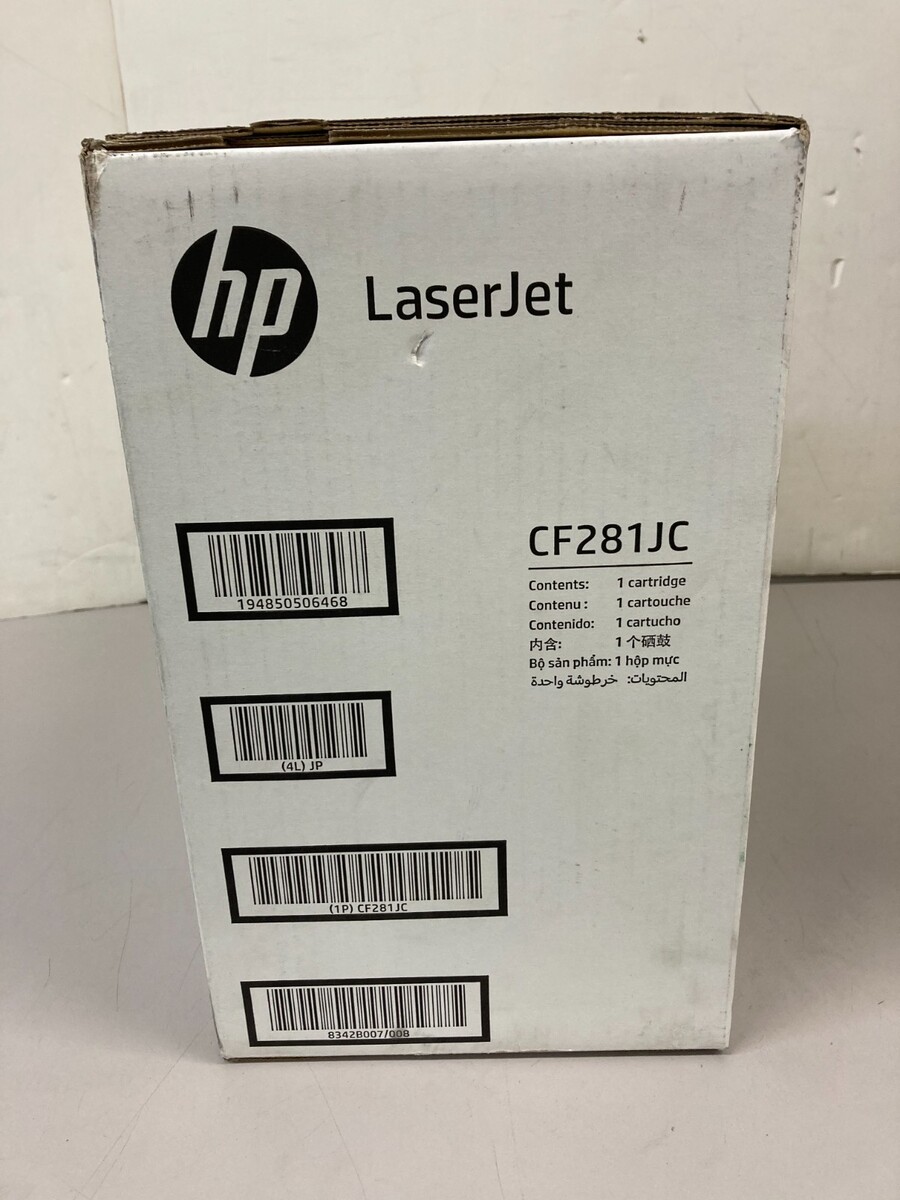 hp
LaserJet
194850506468
(4L) JP
(1P) CF281JC
8342B007/008
CF281JC
Contents: 1 cartridge
Contenu : 1 cartouche
Contenido: 1 cartucho
内含: 1 个硒鼓
Bộ sản phẩm: 1 hộp mực
المحتويات: خرطوشة واحدة